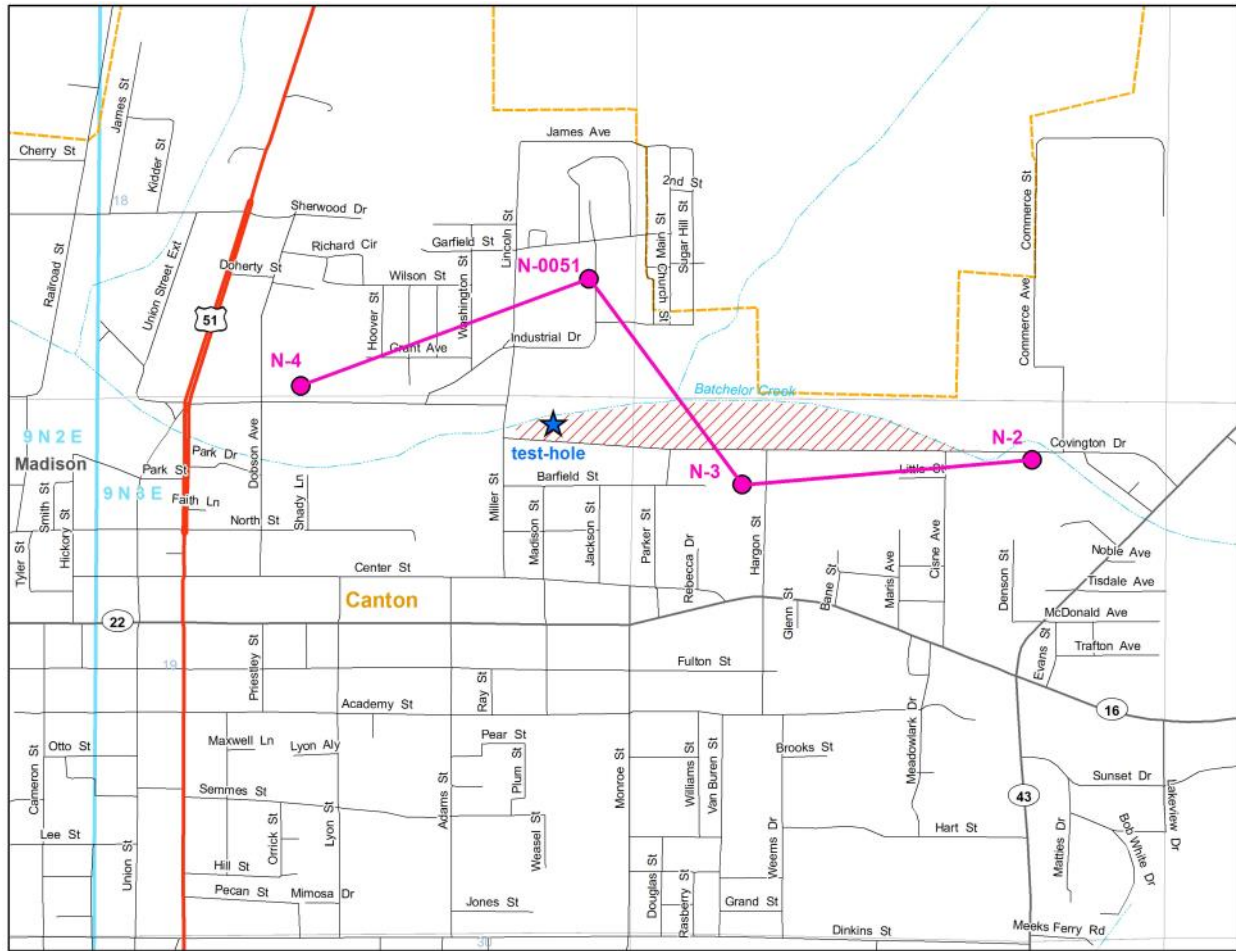 James Ave
James St
Cherry St
Kidder St
2nd St
18
Sherwood Dr
Main St
Sugar Hill St
Commerce St
Union Street Ext
Richard Cir
Garfield St
Lincoln St
Railroad St
Doherty St
Wilson St
Washington St
N-0051
Church St
51
Hoover St
Industrial Dr
Commerce Ave
Grant Ave
N-4
Batchelor Creek
9 N 2 E
Madison
Park Dr
Dobson Ave
test-hole
N-2
Covington Dr
Park St
9 N 3 E
Faith Ln
Shady Ln
Miller St
Barfield St
N-3
Little St
Smith St
Hickory St
North St
Madison St
Jackson St
Parker St
Rebecca Dr
Hargon St
Cisne Ave
Noble Ave
Tyler St
Center St
Bane St
Maris Ave
Denson St
Tisdale Ave
Canton
Glenn St
McDonald Ave
22
Evans St
Trafton Ave
19
Priestley St
Fulton St
Ray St
Academy St
Meadowlark Dr
16
Otto St
Maxwell Ln
Lyon Aly
Pear St
Plum St
Monroe St
Williams St
Van Buren St
Brooks St
Cameron St
Semmes St
Adams St
Sunset Dr
Lakeview Dr
43
Lee St
Union St
Orrick St
Lyon St
Weasel St
Weems Dr
Hart St
Matties Dr
Bob White Dr
Hill St
Pecan St
Mimosa Dr
Jones St
Douglas St
Rasberry St
Grand St
Dinkins St
Meeks Ferry Rd
30